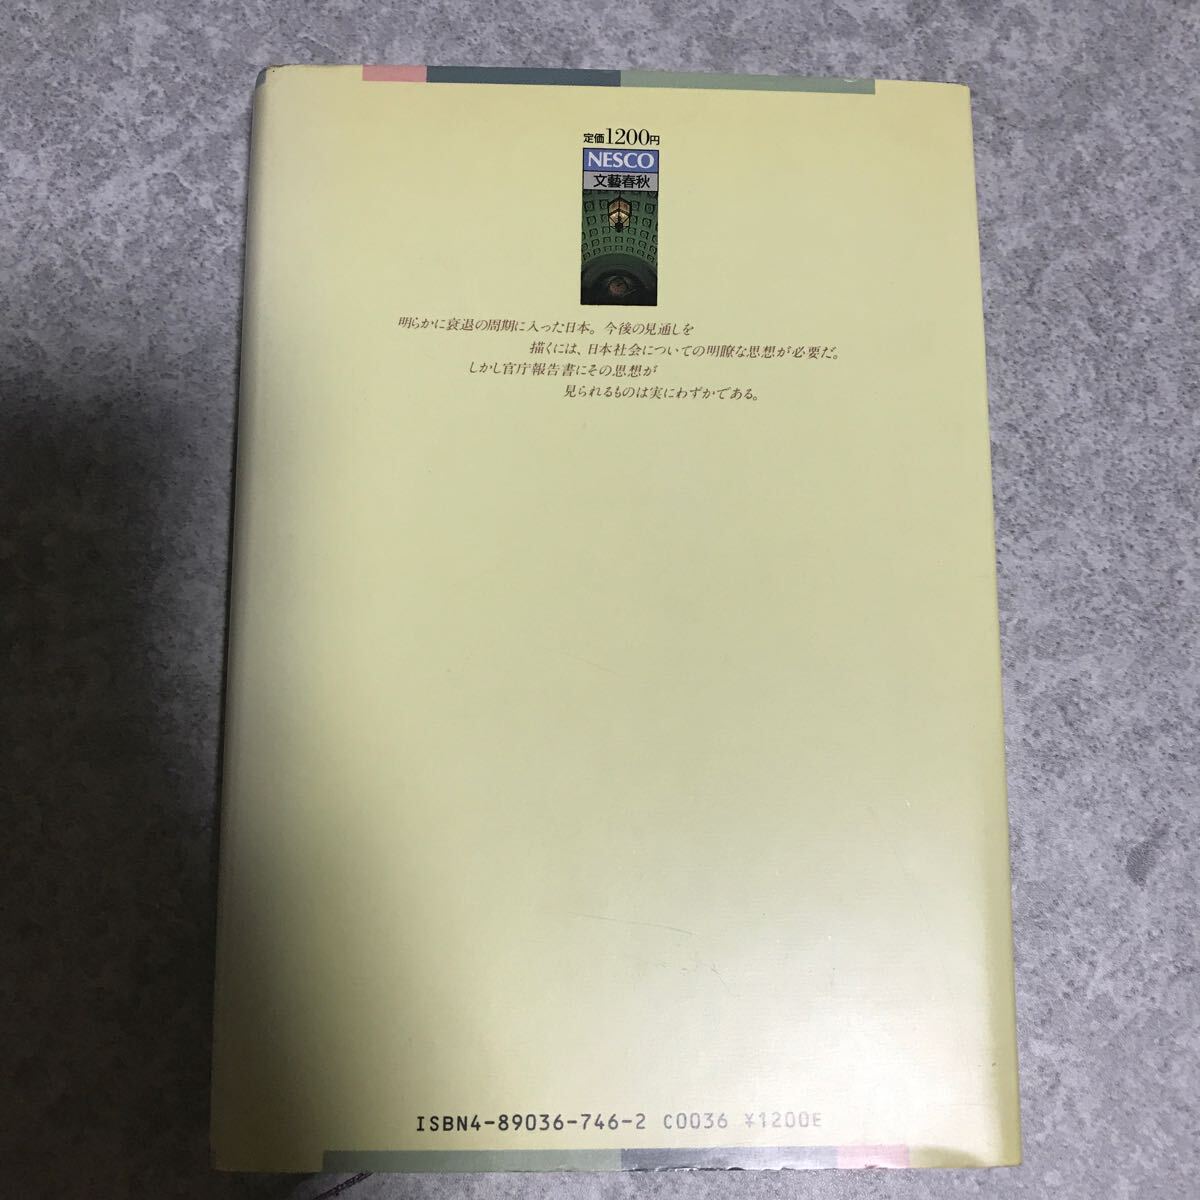 定価1200円
NESCO
文藝春秋
明らかに衰退の周期に入った日本。今後の見通しを
描くには、日本社会についての明瞭な思想が必要だ。
しかし官庁報告書にその思想が
見られるものは実にわずかである。
ISBN4-89036-746-2 C0036 ¥1200E